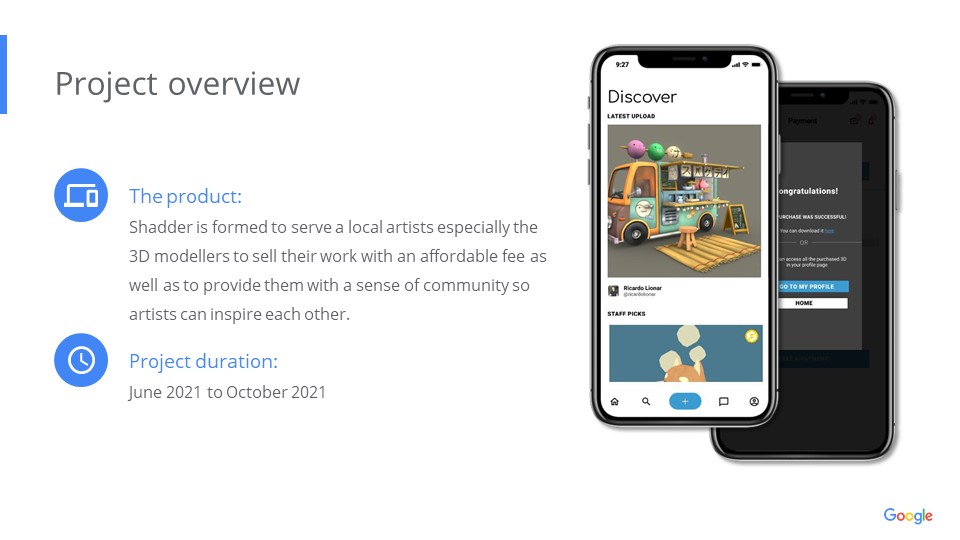 Project overview
The product:
Shadder is formed to serve a local artists especially the
3D modellers to sell their work with an affordable fee as
well as to provide them with a sense of community so
artists can inspire each other.
Project duration:
June 2021 to October 2021
9:27
Discover
LATEST UPLOAD
Ricardo Lionar
@ricardolionar
STAFF PICKS
Payment
ongratulations!
PURCHASE WAS SUCCESSFUL!
You can download it here
OR
an access all the purchased 3D
in your profile page
GO TO MY PROFILE
HOME
Google